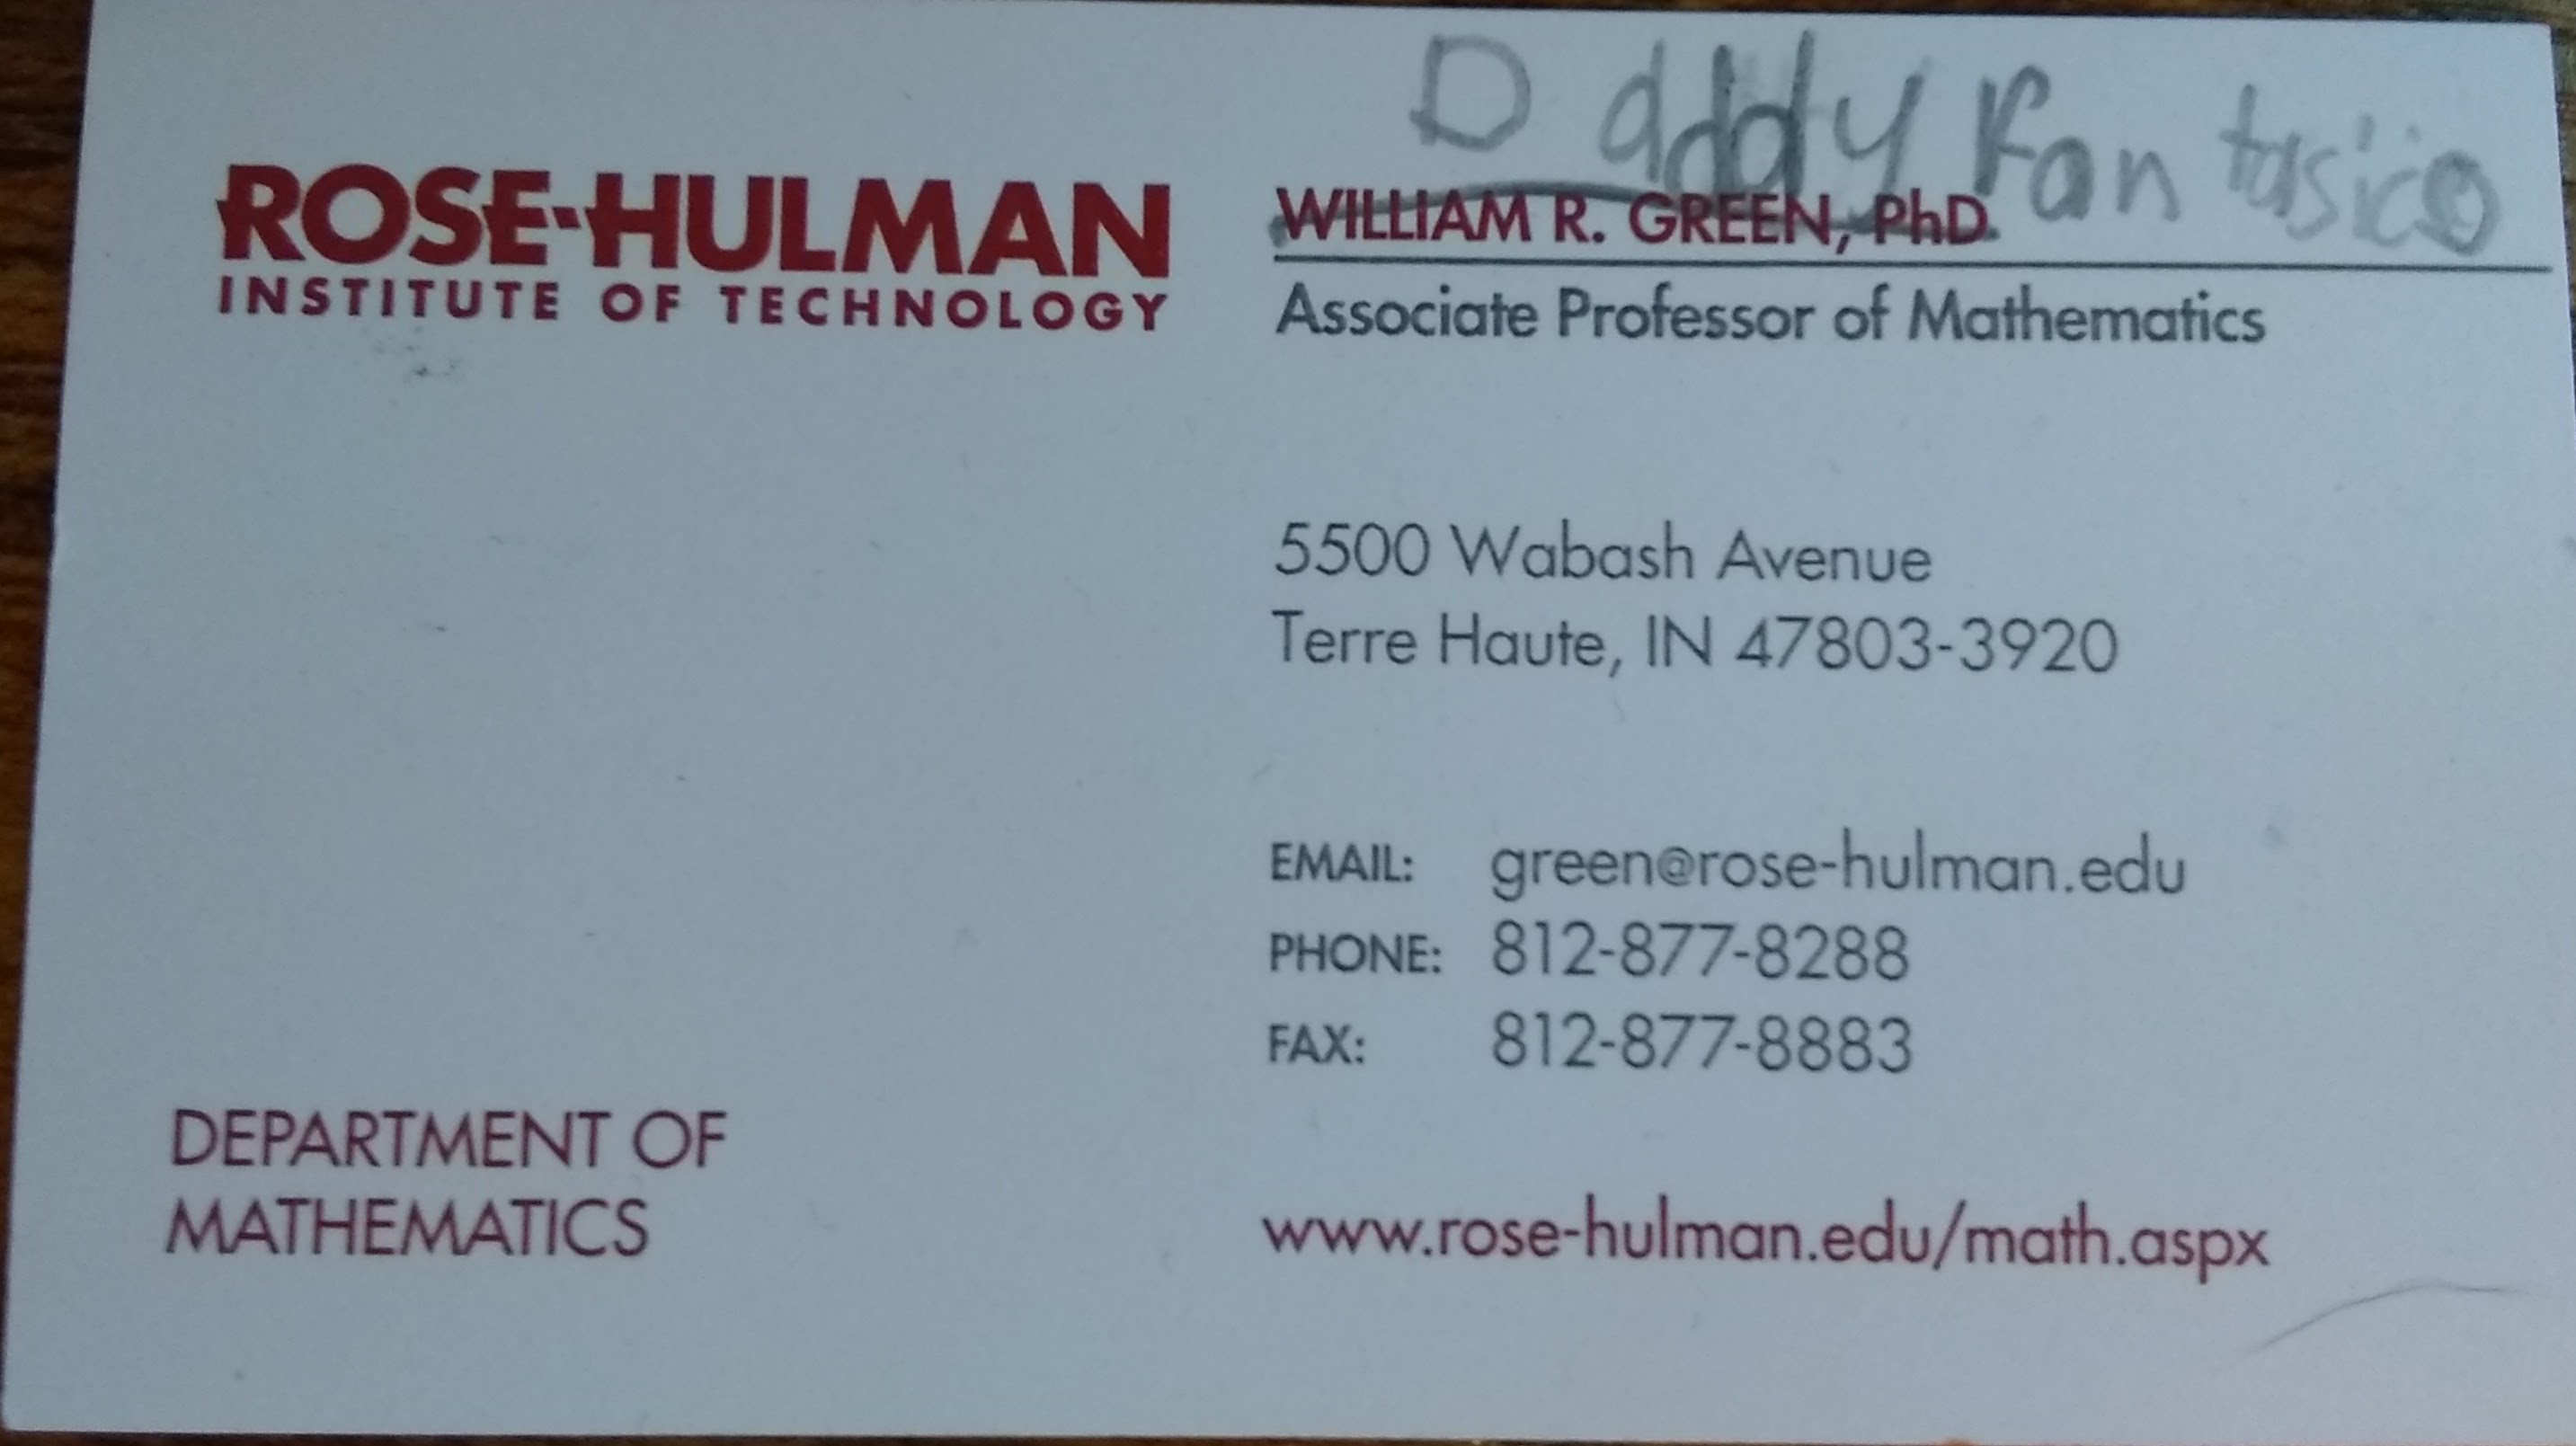 Daddy Fantasico
ROSE-HULMAN
INSTITUTE OF TECHNOLOGY
WILLIAM R. GREEN, PhD
Associate Professor of Mathematics
5500 Wabash Avenue
Terre Haute, IN 47803-3920
EMAIL: green@rose-hulman.edu
PHONE: 812-877-8288
FAX: 812-877-8883
DEPARTMENT OF
MATHEMATICS
www.rose-hulman.edu/math.aspx